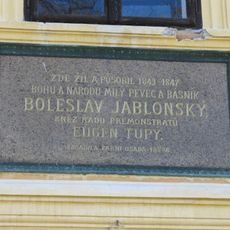 ZDE ŽIL A PŮSOBIL 1843-1847
BOHU A NÁRODU MILÝ PĚVEC A BÁSNÍK
BOLESLAV JABLONSKÝ,
KNĚZ ŘÁDU PREMONSTRÁTŮ
EUGEN TUPÝ.